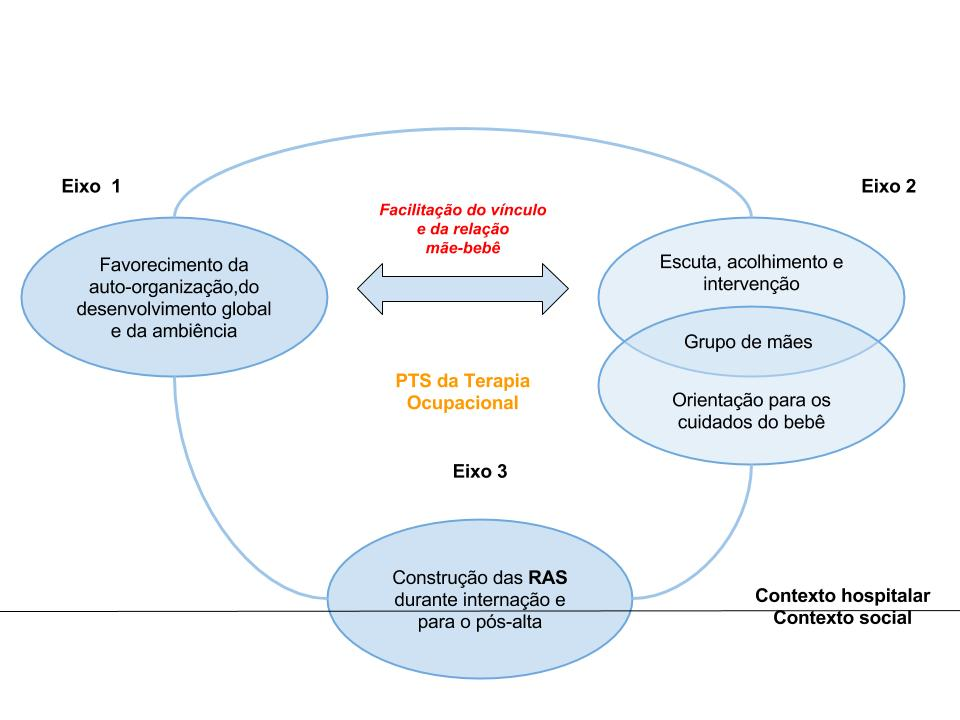 Eixo 1
Eixo 2
Facilitação do vínculo
e da relação
mãe-bebê
Favorecimento da
auto-organização,do
desenvolvimento global
e da ambiência
Escuta, acolhimento e
intervenção
Grupo de mães
Orientação para os
cuidados do bebê
PTS da Terapia
Ocupacional
Eixo 3
Construção das RAS
durante internação e
para o pós-alta
Contexto hospitalar
Contexto social